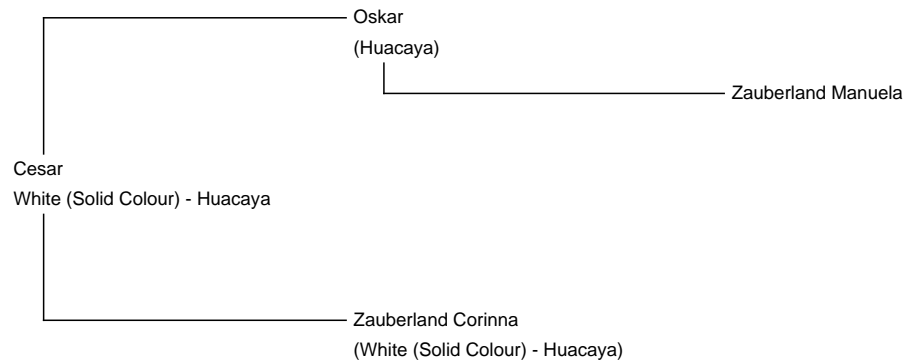 Oskar
(Huacaya)
Zauberland Manuela
Cesar
White (Solid Colour) - Huacaya
Zauberland Corinna
(White (Solid Colour) - Huacaya)